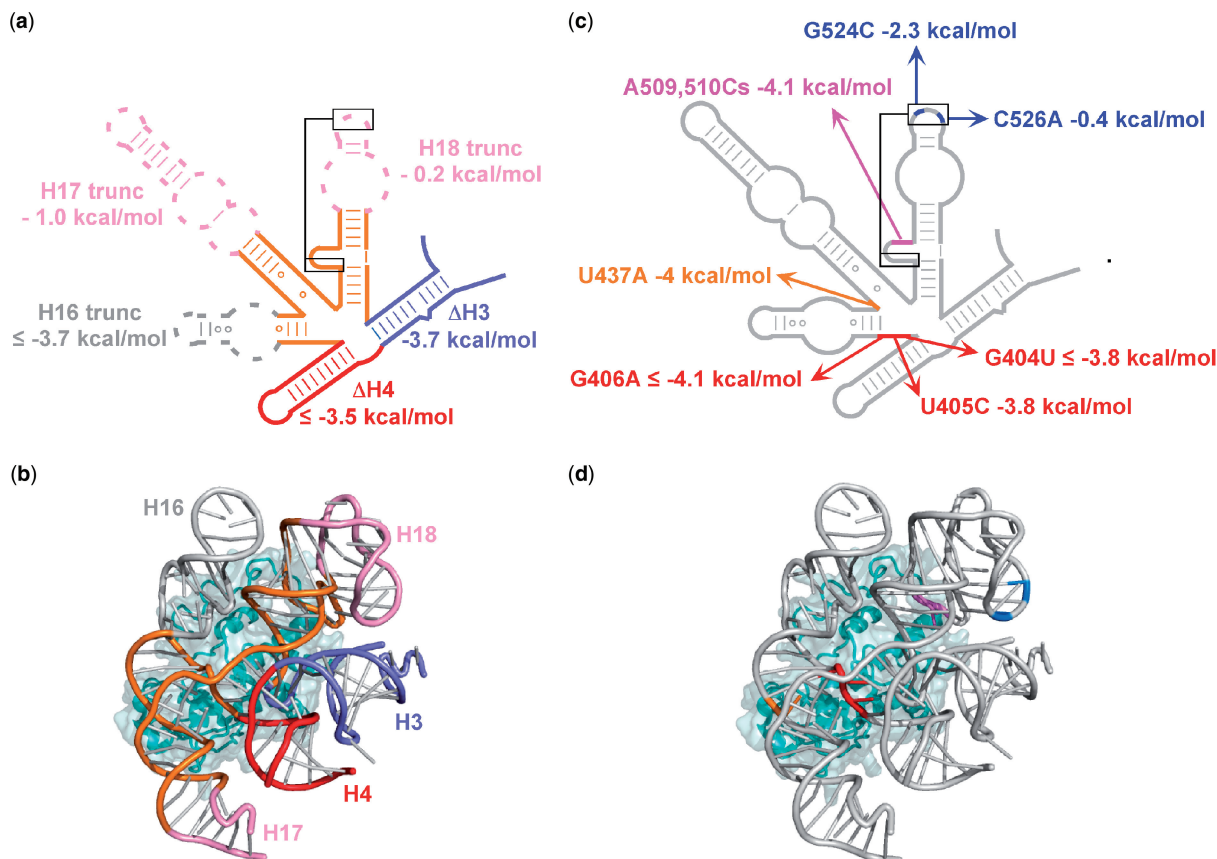 (a)
H17 trunc
- 1.0 kcal/mol
H18 trunc
- 0.2 kcal/mol
H16 trunc
≤ -3.7 kcal/mol
ΔH3
-3.7 kcal/mol
ΔH4
≤ -3.5 kcal/mol
(c)
G524C -2.3 kcal/mol
A509,510Cs -4.1 kcal/mol
C526A -0.4 kcal/mol
U437A -4 kcal/mol
G404U ≤ -3.8 kcal/mol
G406A ≤ -4.1 kcal/mol
U405C -3.8 kcal/mol
(b)
H16
H18
H3
H4
H17
(d)